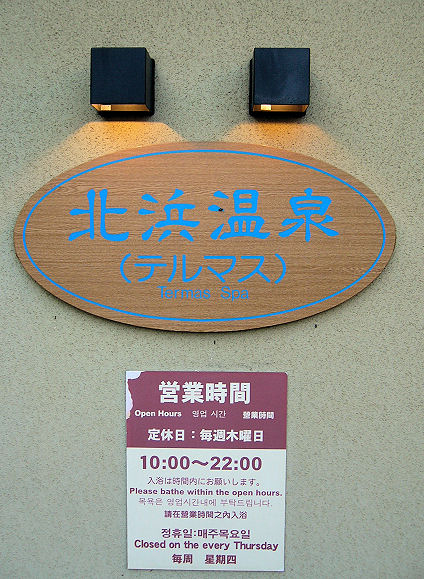 北浜温泉
(テルマス)
Termas Spa
営業時間
Open Hours 영업 시간 營業時間
定休日：毎週木曜日
10:00～22:00
入浴は時間内にお願いします。
Please bathe within the open hours.
목욕은 영업시간내에 부탁드립니다.
請在營業時間之內入浴
정휴일:매주목요일
Closed on the every Thursday
毎周 星期四